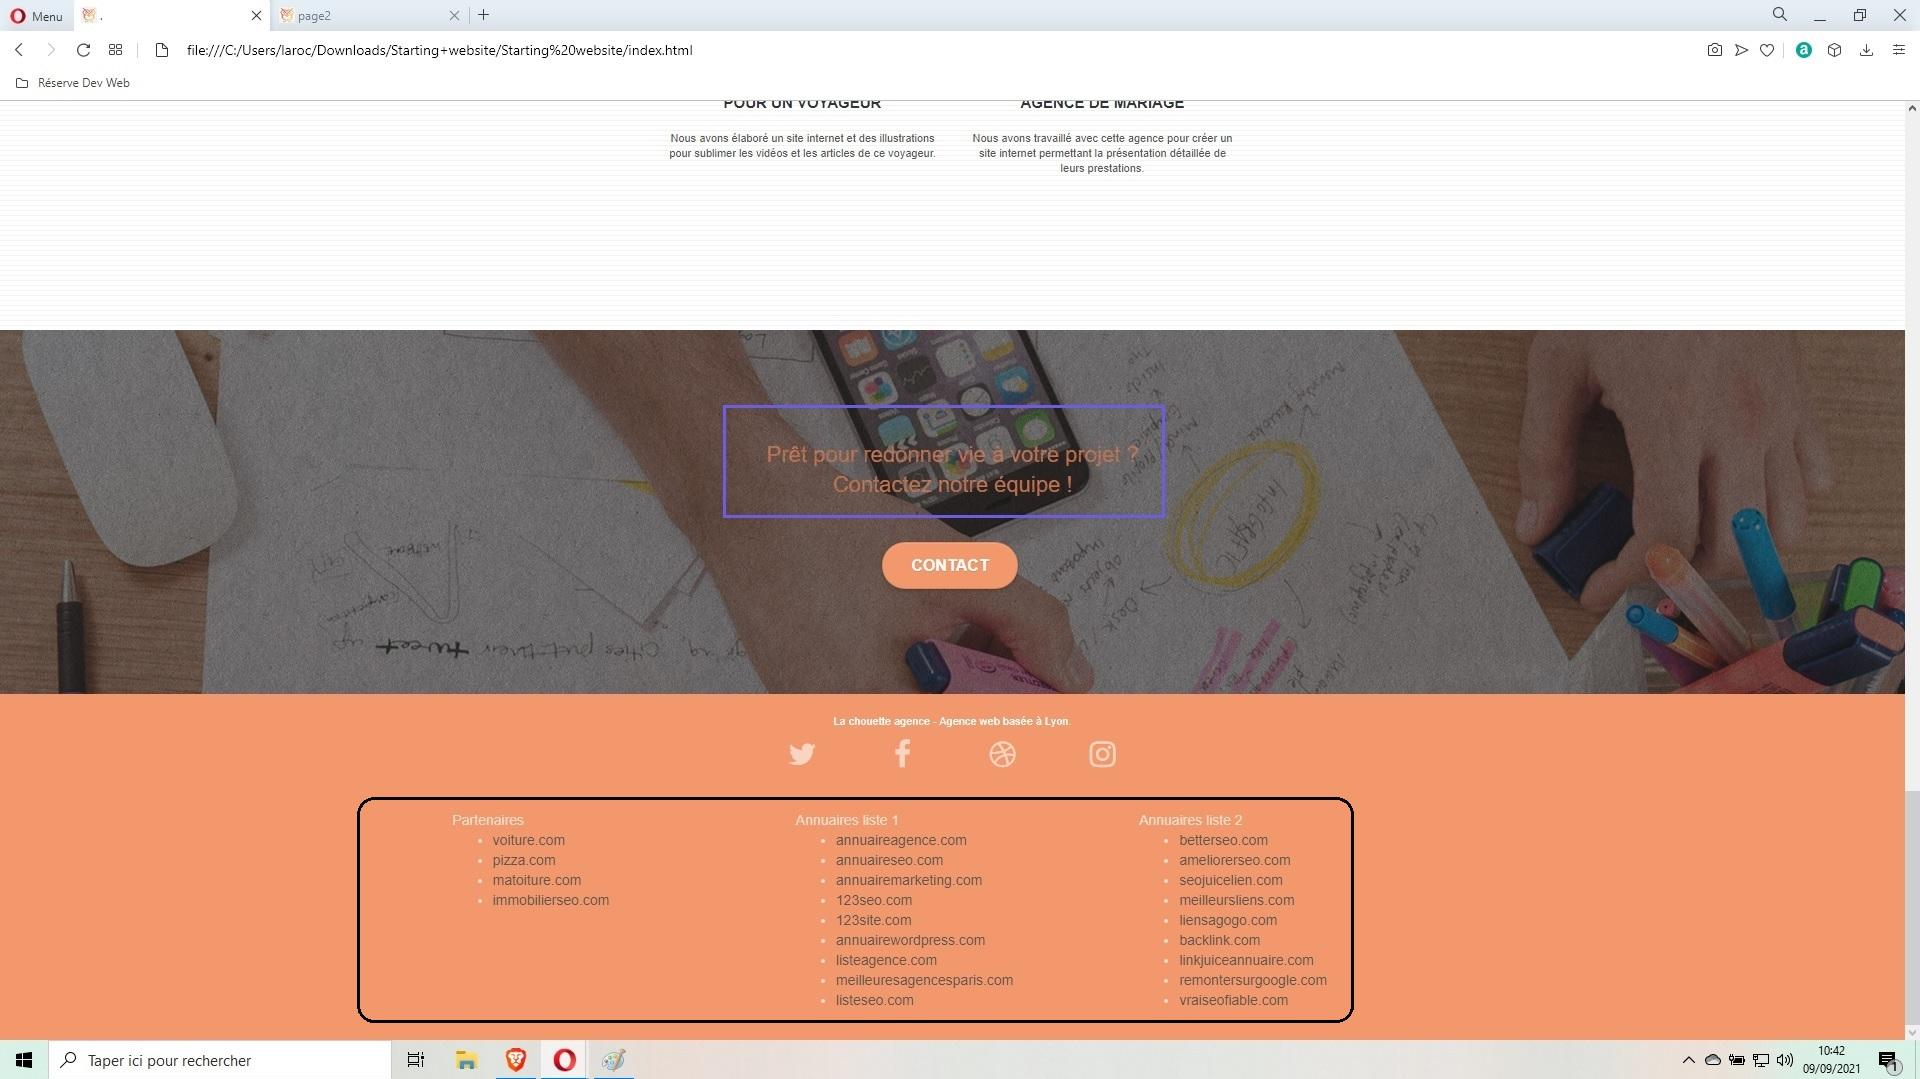 Menu
.
page2
file:///C:/Users/laroc/Downloads/Starting+website/Starting%20website/index.html
Réserve Dev Web
POUR UN VOYAGEUR
Nous avons élaboré un site internet et des illustrations
pour sublimer les vidéos et les articles de ce voyageur.
AGENCE DE MARIAGE
Nous avons travaillé avec cette agence pour créer un
site internet permettant la présentation détaillée de
leurs prestations.
Prêt pour redonner vie à votre projet ?
Contactez notre équipe !
CONTACT
La chouette agence - Agence web basée à Lyon.
Partenaires
voiture.com
pizza.com
matoiture.com
immobilierseo.com
Annuaires liste 1
annuaireagence.com
annuaireseo.com
annuairemarketing.com
123seo.com
123site.com
annuairewordpress.com
listeagence.com
meilleuresagencesparis.com
listeseo.com
Annuaires liste 2
betterseo.com
ameliorerseo.com
seojuicelien.com
meilleursliens.com
liensagogo.com
backlink.com
linkjuiceannuaire.com
remontersurgoogle.com
vraiseofiable.com
Taper ici pour rechercher
10:42
09/09/2021
1